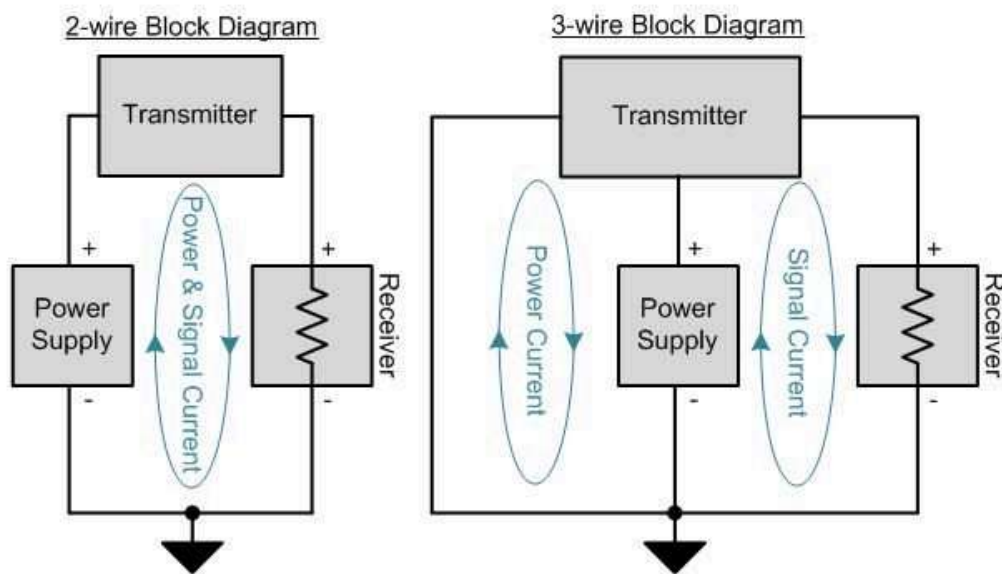 2-wire Block Diagram
Transmitter
+
Power
Supply
-
Power & Signal Current
+
-
Receiver
3-wire Block Diagram
Transmitter
Power Current
+
Power
Supply
-
Signal Current
+
-
Receiver